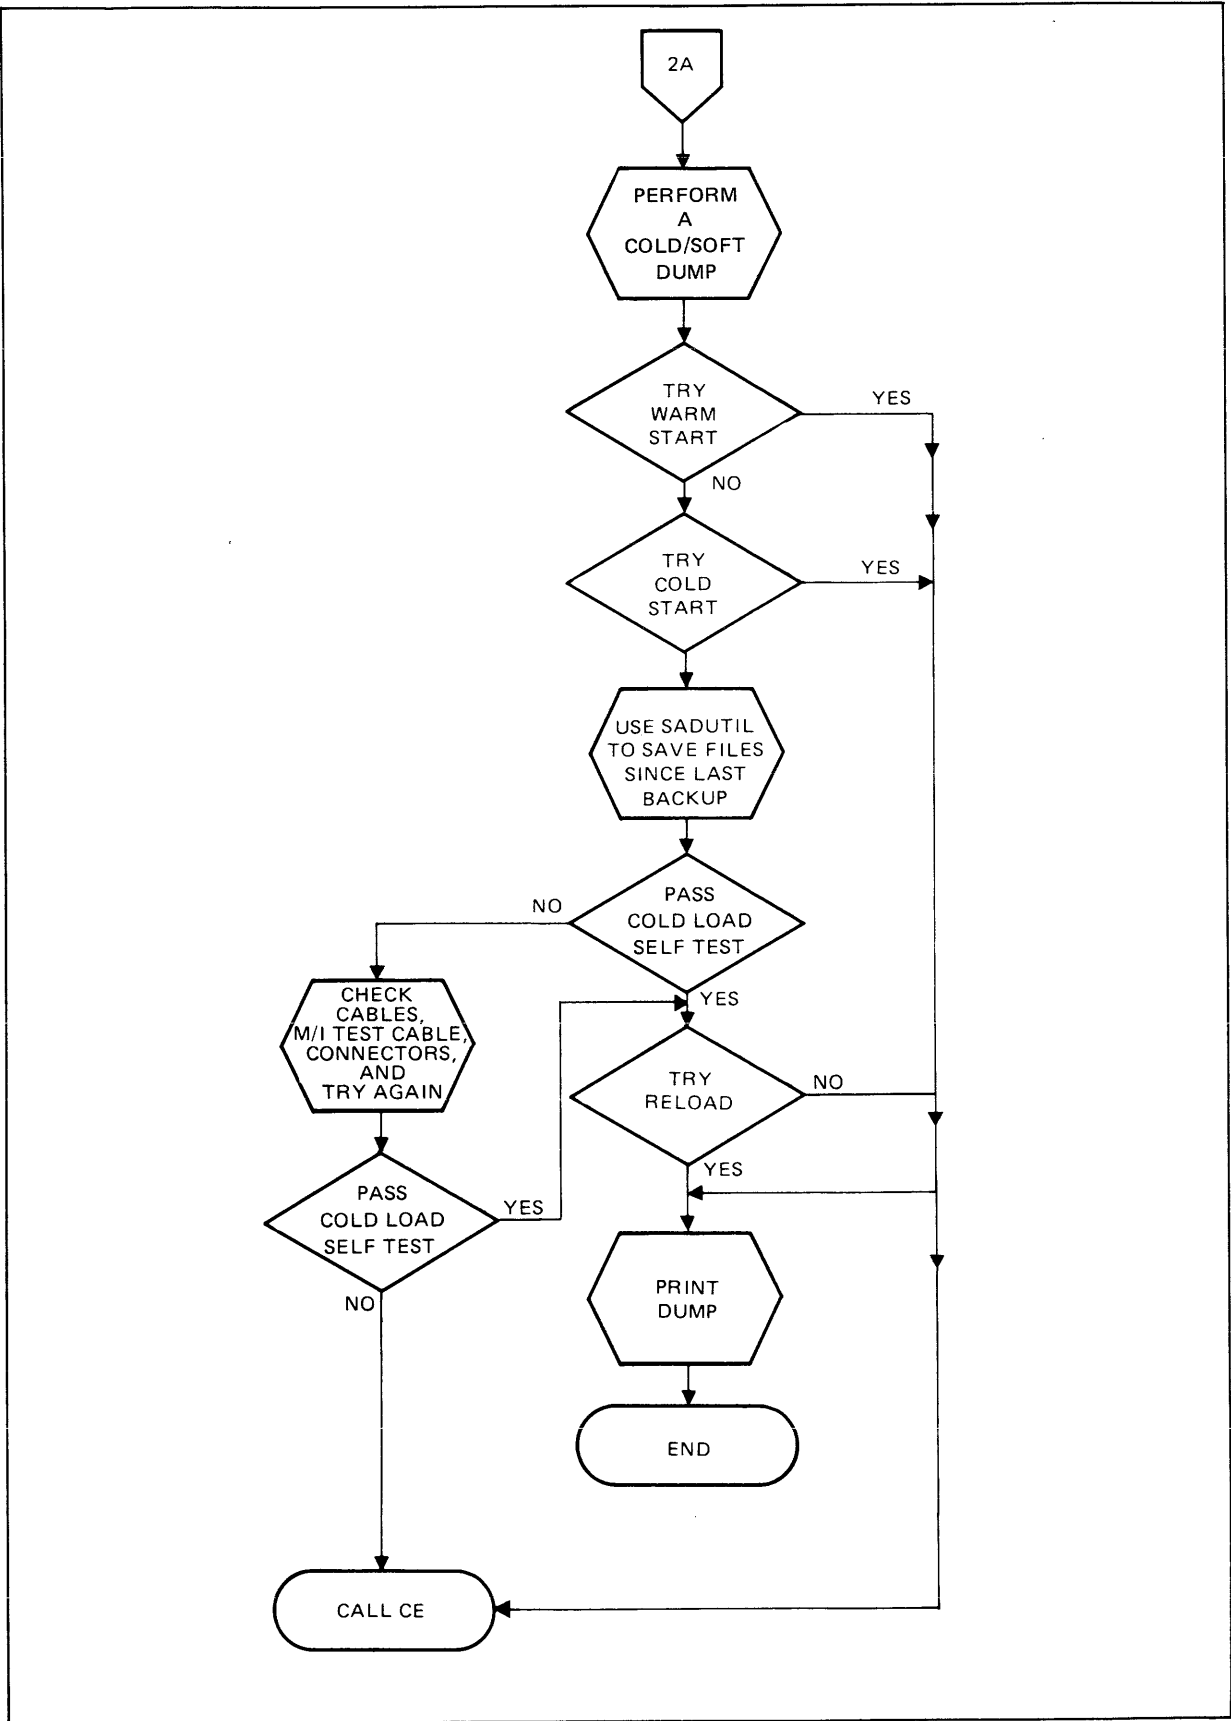 2A
PERFORM
A
COLD/SOFT
DUMP
TRY
WARM
START
YES
NO
TRY
COLD
START
YES
USE SADUTIL
TO SAVE FILES
SINCE LAST
BACKUP
PASS
COLD LOAD
SELF TEST
NO
YES
CHECK
CABLES,
M/I TEST CABLE,
CONNECTORS,
AND
TRY AGAIN
TRY
RELOAD
NO
YES
PASS
COLD LOAD
SELF TEST
YES
NO
PRINT
DUMP
END
CALL CE